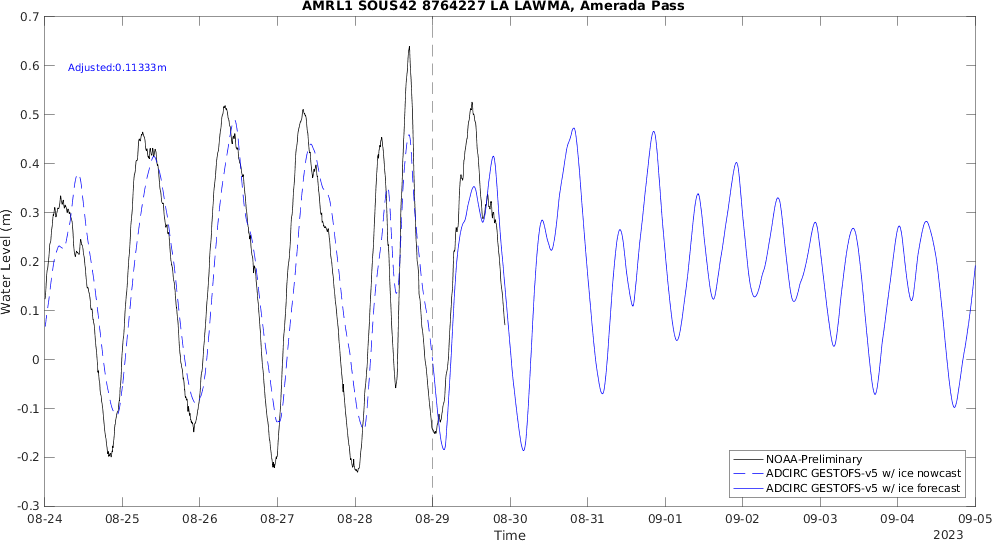 AMRL1 SOUS42 8764227 LA LAWMA, Amerada Pass
Adjusted:0.11333m
Water Level (m)
0.7
0.6
0.5
0.4
0.3
0.2
0.1
0
-0.1
-0.2
-0.3
NOAA-Preliminary
ADCIRC GESTOFS-v5 w/ ice nowcast
ADCIRC GESTOFS-v5 w/ ice forecast
08-24 08-25 08-26 08-27 08-28 08-29 08-30 08-31 09-01 09-02 09-03 09-04 09-05
Time
2023